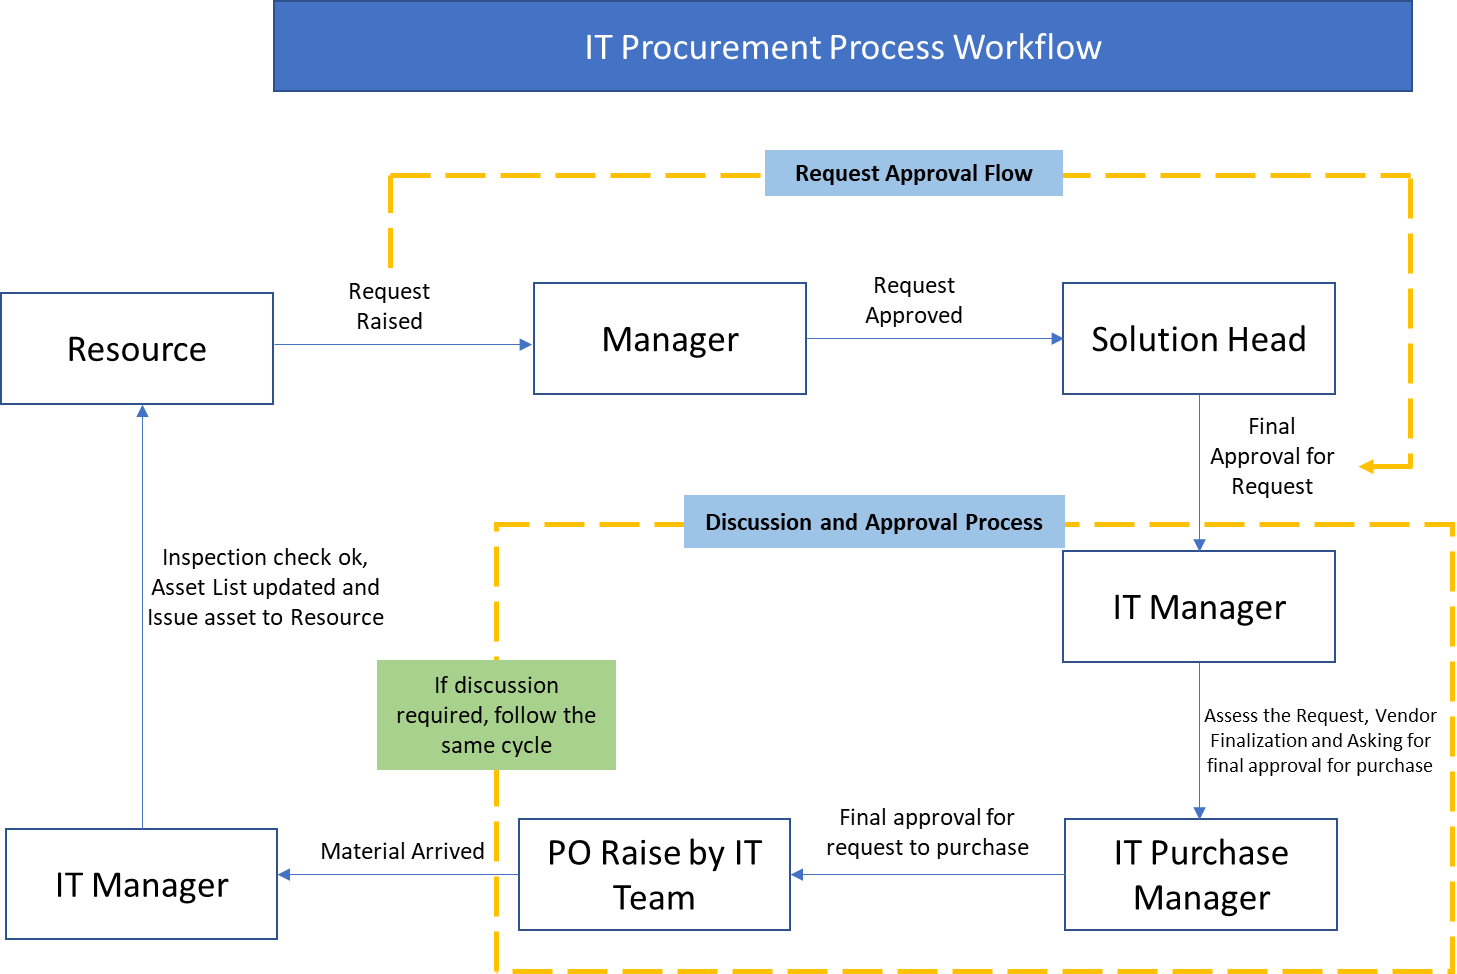 IT Procurement Process Workflow
Request Approval Flow
Request
Raised
Request
Approved
Resource
Manager
Solution Head
Final
Approval for
Request
Discussion and Approval Process
IT Manager
Inspection check ok,
Asset List updated and
Issue asset to Resource
If discussion
required, follow the
same cycle
Assess the Request, Vendor
Finalization and Asking for
final approval for purchase
IT Purchase
Manager
Final approval for
request to purchase
PO Raise by IT
Team
Material Arrived
IT Manager